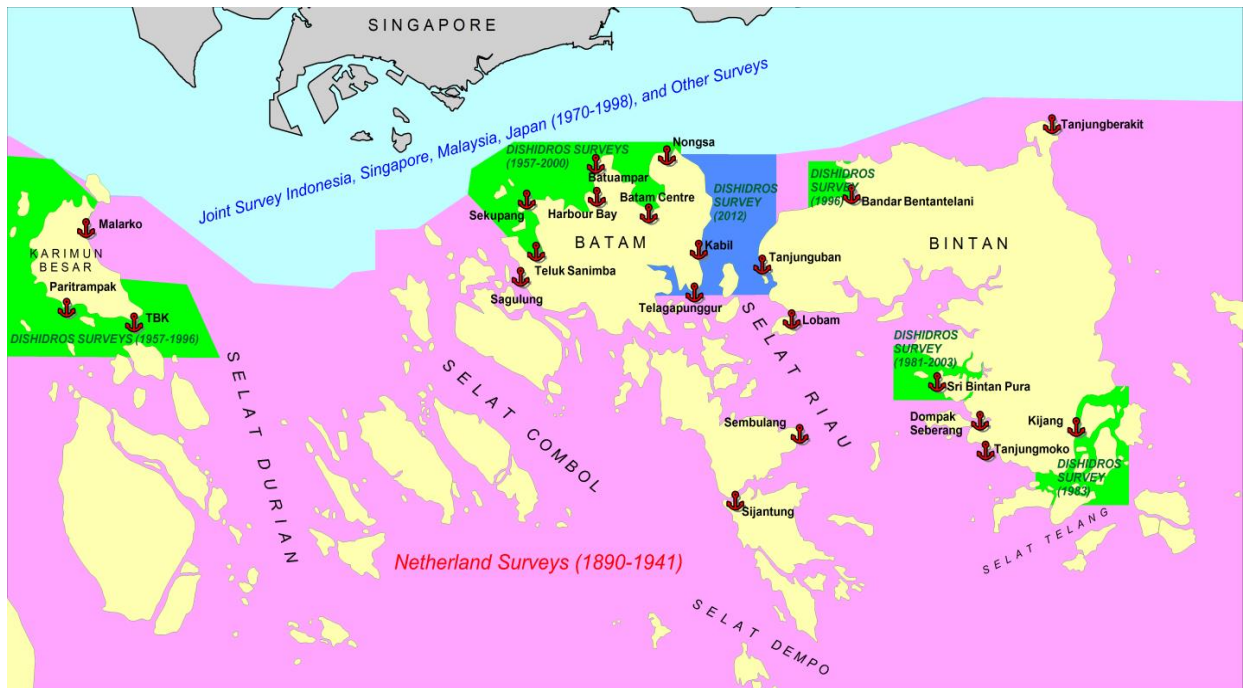 SINGAPORE
Joint Survey Indonesia, Singapore, Malaysia, Japan (1970-1998), and Other Surveys
Tanjungberakit
Nongsa
DISHIDROS SURVEYS
(1957-2000)
Batuampar
DISHIDROS
SURVEY
(2012)
DISHIDROS
SURVEY
(1996)
Bandar Bentantelani
Sekupang
Harbour Bay
Batam Centre
Malarko
KARIMUN
BESAR
BATAM
Kabil
BINTAN
Tanjunguban
Teluk Sanimba
Sagulung
Paritrampak
TBK
DISHIDROS SURVEYS (1957-1996)
Telagapunggur
Lobam
SELAT DURIAN
SELAT COMBOL
SELAT RIAU
DISHIDROS
SURVEY
(1981-2003)
Sri Bintan Pura
Dompak
Seberang
Kijang
Sembulang
Tanjungmoko
DISHIDROS
SURVEY
(1983)
Sijantung
SELAT TELANG
Netherland Surveys (1890-1941)
SELAT DEMPO